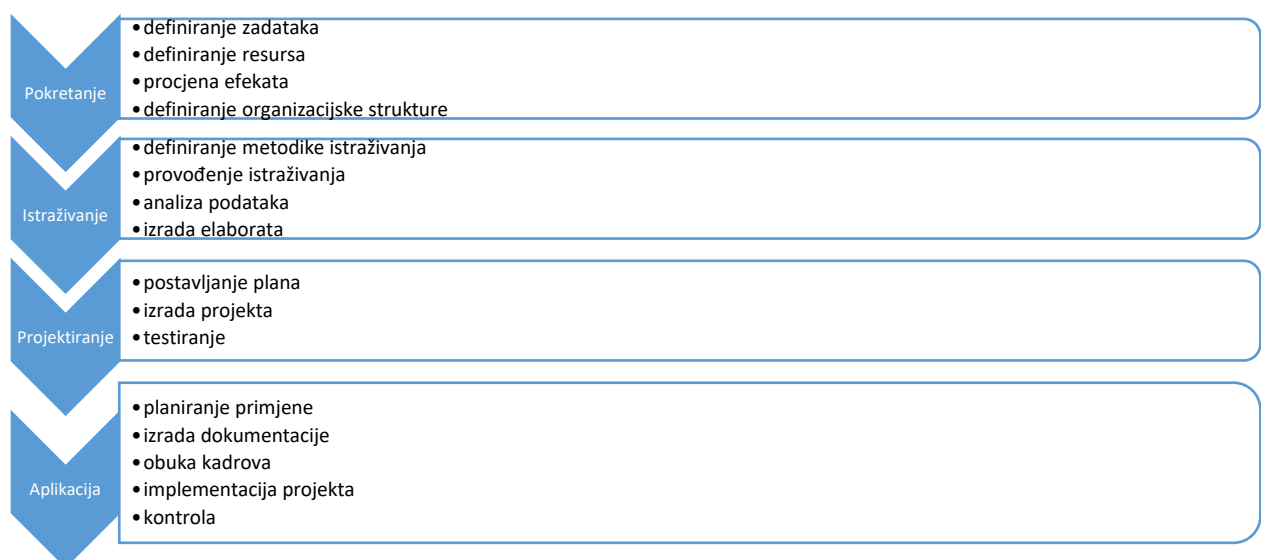 Pokretanje
• definiranje zadataka
• definiranje resursa
• procjena efekata
• definiranje organizacijske strukture
Istraživanje
• definiranje metodike istraživanja
• provođenje istraživanja
• analiza podataka
• izrada elaborata
Projektiranje
• postavljanje plana
• izrada projekta
• testiranje
Aplikacija
• planiranje primjene
• izrada dokumentacije
• obuka kadrova
• implementacija projekta
• kontrola